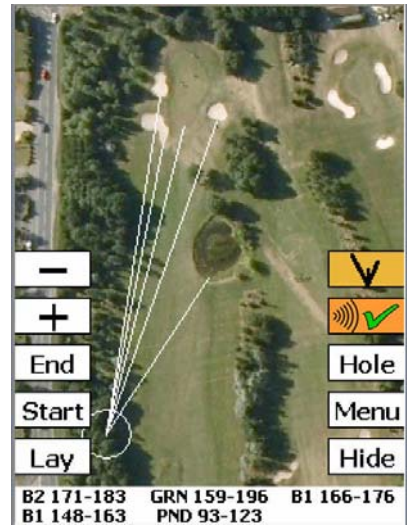 −
+
End
Start
Lay
Hole
Menu
Hide
B2 171-183 GRN 159-196 B1 166-176
B1 148-163 PND 93-123